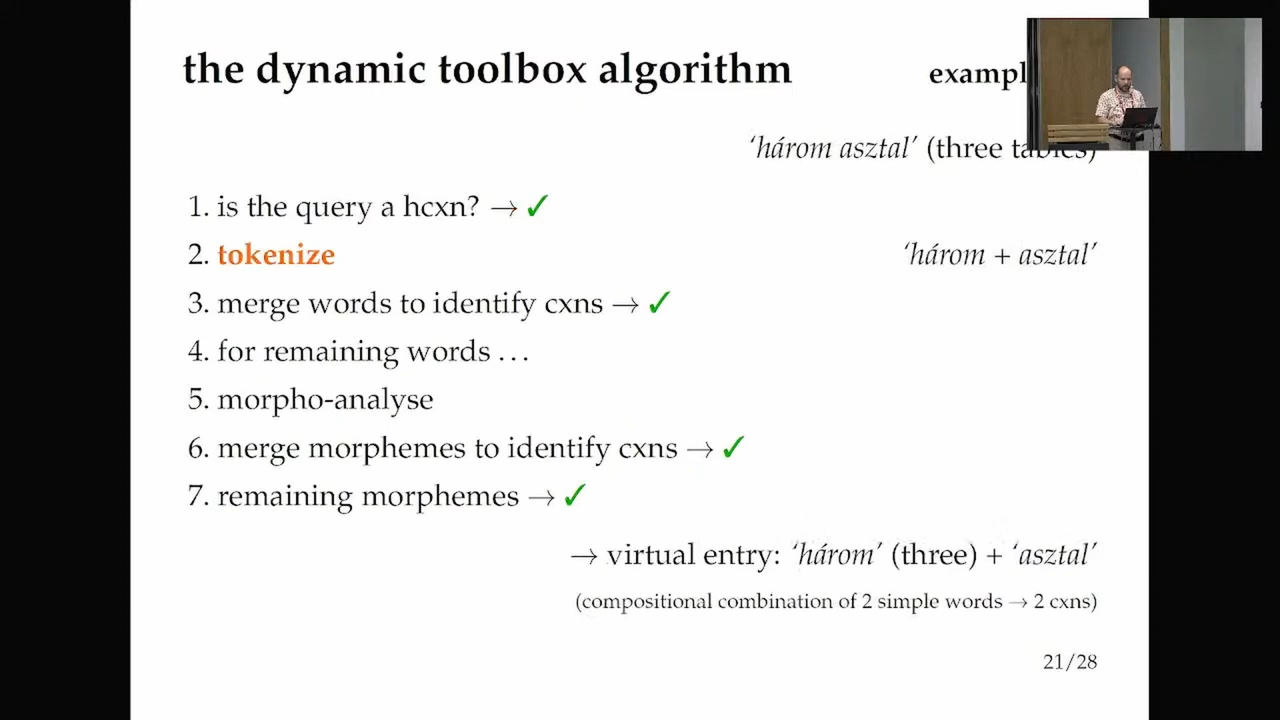 the dynamic toolbox algorithm
‘három asztal’ (three tables)
1. is the query a hcxn? → ✓
2. tokenize ‘három + asztal’
3. merge words to identify cxns → ✓
4. for remaining words …
5. morpho-analyse
6. merge morphemes to identify cxns → ✓
7. remaining morphemes → ✓
→ virtual entry: ‘három’ (three) + ‘asztal’
(compositional combination of 2 simple words → 2 cxns)
21/28